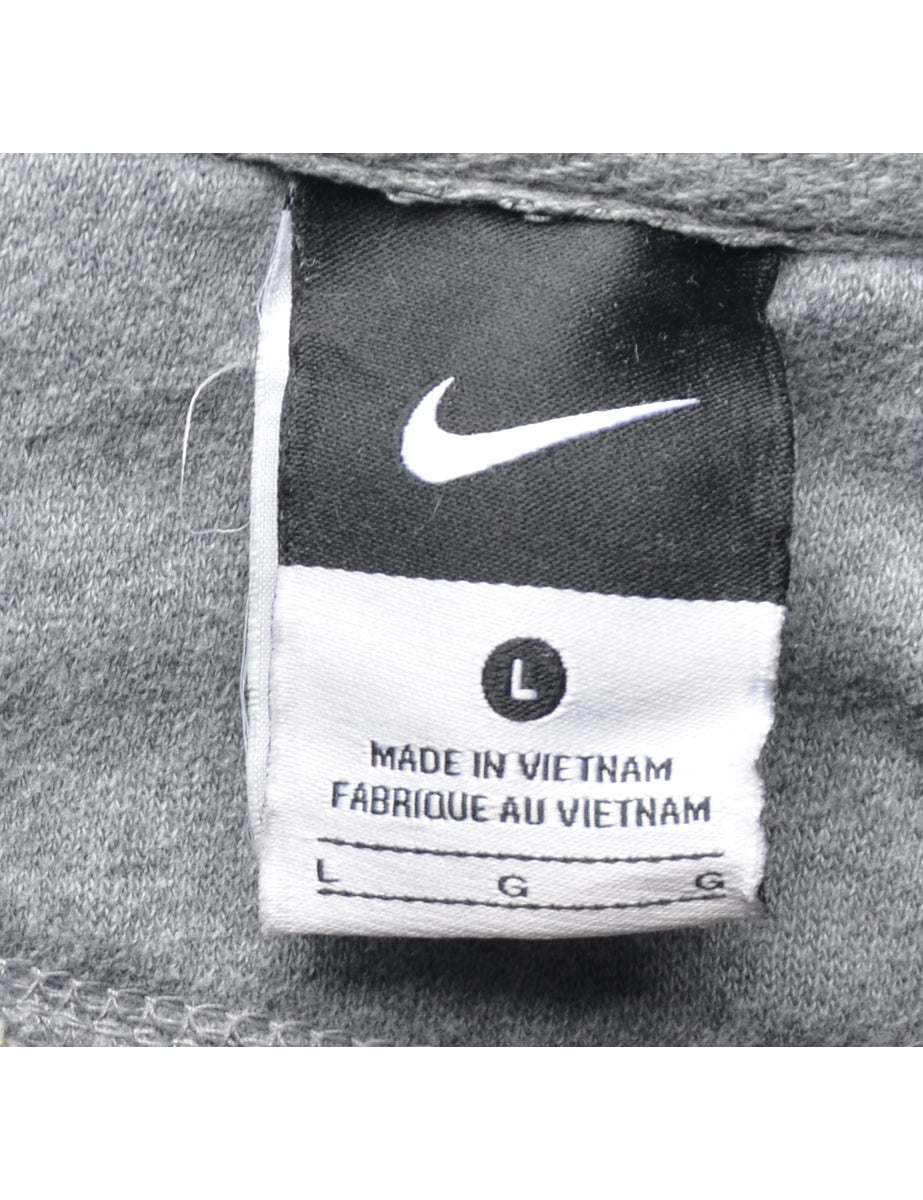 L
MADE IN VIETNAM
FABRIQUE AU VIETNAM
L G G